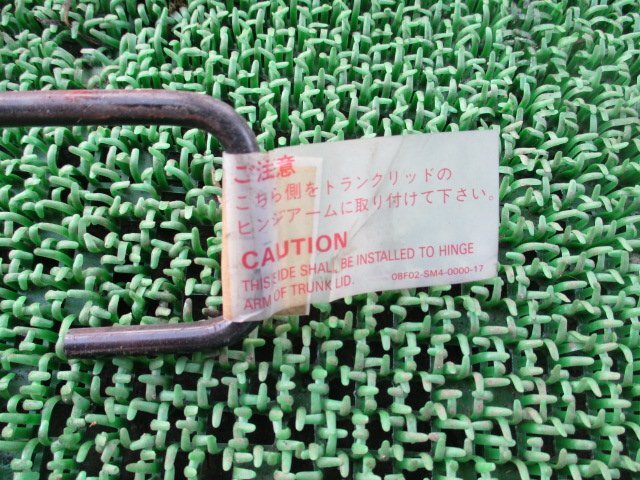 ご注意
こちら側をトランクリッドの
ヒンジアームに取り付けて下さい。
CAUTION
THIS SIDE SHALL BE INSTALLED TO HINGE
ARM OF TRUNK LID.
08F02-SM4-0000-17